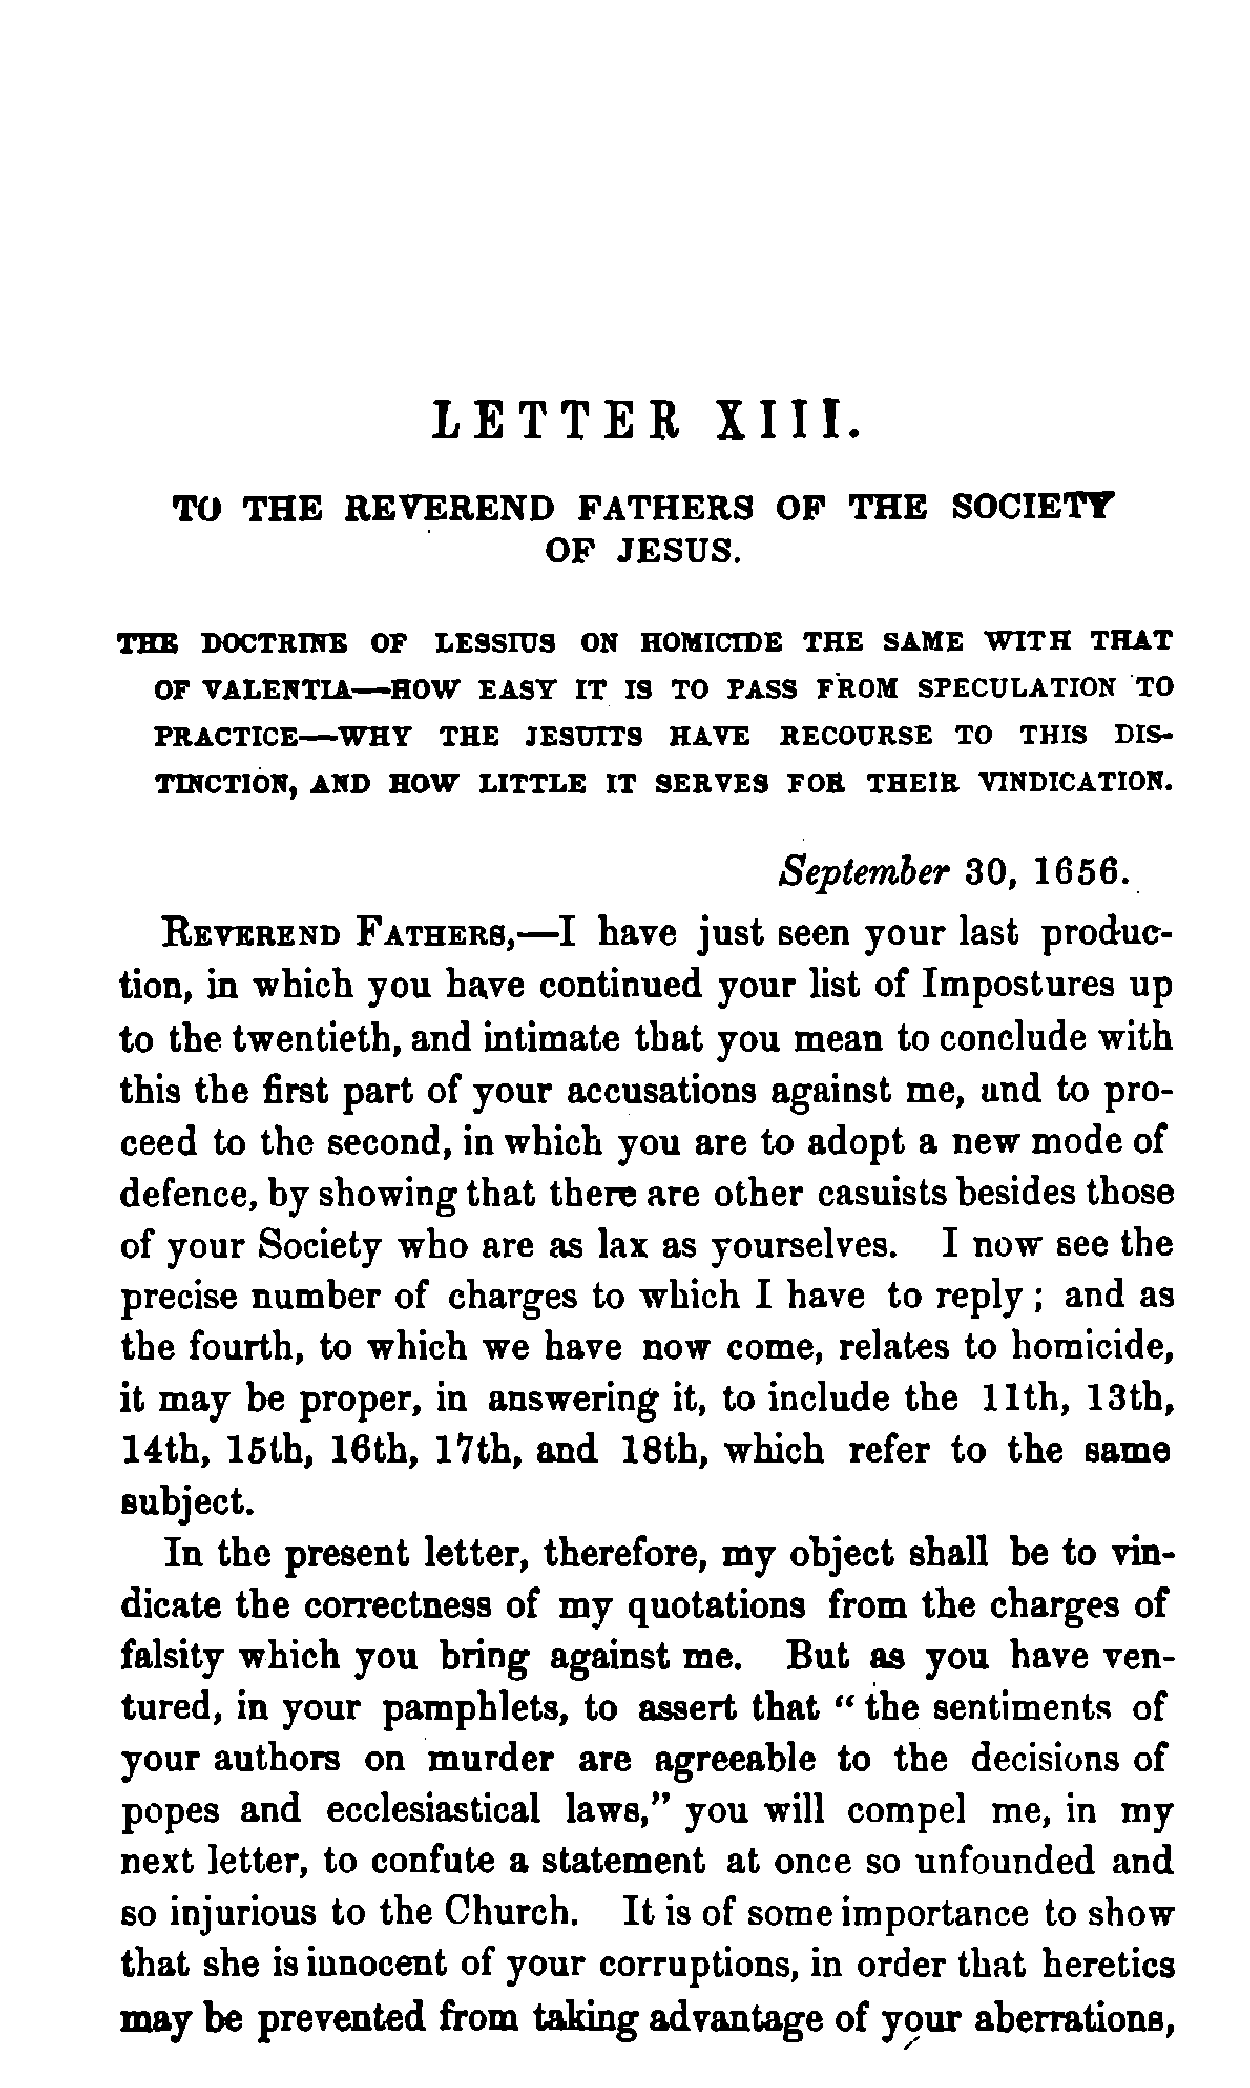 LETTER XIII.
TO THE REVEREND FATHERS OF THE SOCIETY
OF JESUS.
THE DOCTRINE OF LESSIUS ON HOMICIDE THE SAME WITH THAT
OF VALENTIA—HOW EASY IT IS TO PASS FROM SPECULATION TO
PRACTICE—WHY THE JESUITS HAVE RECOURSE TO THIS DIS-
TINCTION, AND HOW LITTLE IT SERVES FOR THEIR VINDICATION.
September 30, 1656.
REVEREND FATHERS,—I have just seen your last produc-
tion, in which you have continued your list of Impostures up
to the twentieth, and intimate that you mean to conclude with
this the first part of your accusations against me, and to pro-
ceed to the second, in which you are to adopt a new mode of
defence, by showing that there are other casuists besides those
of your Society who are as lax as yourselves. I now see the
precise number of charges to which I have to reply; and as
the fourth, to which we have now come, relates to homicide,
it may be proper, in answering it, to include the 11th, 13th,
14th, 15th, 16th, 17th, and 18th, which refer to the same
subject.
In the present letter, therefore, my object shall be to vin-
dicate the correctness of my quotations from the charges of
falsity which you bring against me. But as you have ven-
tured, in your pamphlets, to assert that "the sentiments of
your authors on murder are agreeable to the decisions of
popes and ecclesiastical laws," you will compel me, in my
next letter, to confute a statement at once so unfounded and
so injurious to the Church. It is of some importance to show
that she is innocent of your corruptions, in order that heretics
may be prevented from taking advantage of your aberrations,